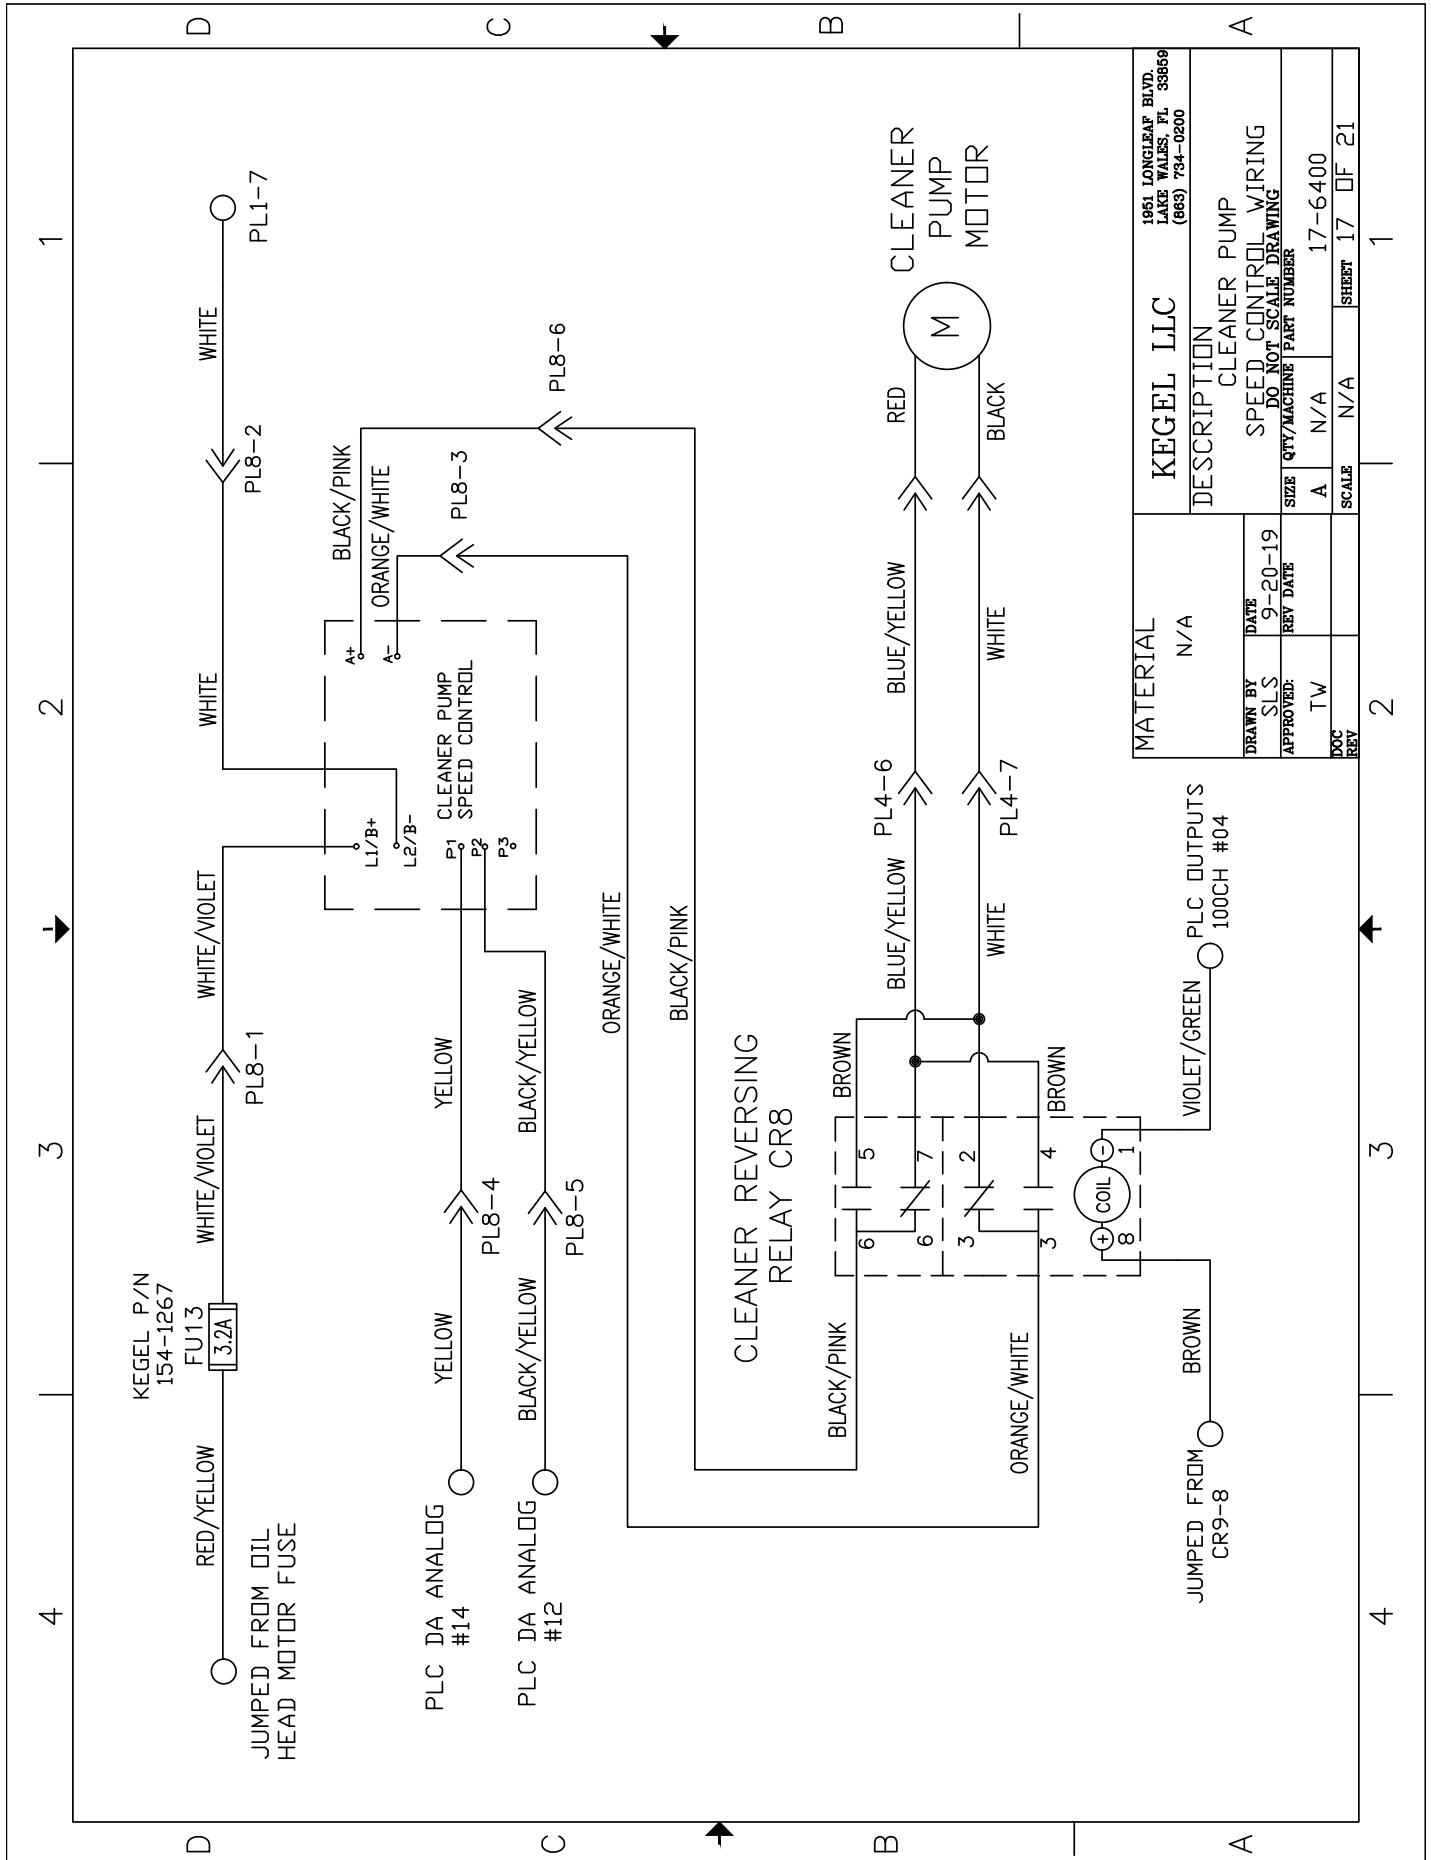 4
3
2
1
D
C
B
A
KEGEL P/N
154-1267
FU13
3.2A
RED/YELLOW
WHITE/VIOLET
PL8-1
WHITE/VIOLET
WHITE
PL8-2
WHITE
PL1-7
JUMPED FROM OIL
HEAD MOTOR FUSE
L1/B+
L2/B-
A+
A-
BLACK/PINK
ORANGE/WHITE
PL8-3
PL8-6
CLEANER PUMP
SPEED CONTROL
P1
P2
P3
PLC DA ANALOG
#14
YELLOW
PL8-4
YELLOW
PLC DA ANALOG
#12
BLACK/YELLOW
PL8-5
BLACK/YELLOW
ORANGE/WHITE
BLACK/PINK
CLEANER REVERSING
RELAY CR8
BLACK/PINK
6
5
BROWN
6
7
BLUE/YELLOW
PL4-6
BLUE/YELLOW
RED
3
2
WHITE
PL4-7
WHITE
BLACK
ORANGE/WHITE
3
4
BROWN
M
CLEANER
PUMP
MOTOR
+
COIL
-
8
1
BROWN
VIOLET/GREEN
JUMPED FROM
CR9-8
PLC OUTPUTS
100CH #04
MATERIAL
N/A
DRAWN BY
SLS
DATE
9-20-19
APPROVED:
TW
REV DATE
DOC
REV
KEGEL LLC
1951 LONGLEAF BLVD.
LAKE WALES, FL 33859
(863) 734-0200
DESCRIPTION
CLEANER PUMP
SPEED CONTROL WIRING
DO NOT SCALE DRAWING
SIZE
A
QTY/MACHINE
N/A
PART NUMBER
17-6400
SCALE
N/A
SHEET 17 OF 21
D
C
B
A
4
3
2
1